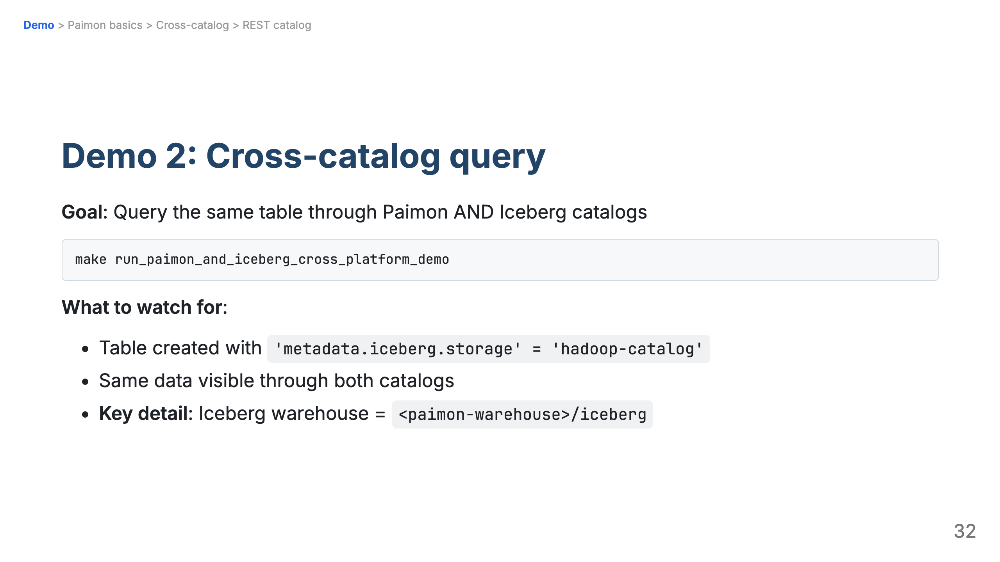 Demo > Paimon basics > Cross-catalog > REST catalog
Demo 2: Cross-catalog query
Goal: Query the same table through Paimon AND Iceberg catalogs
make run_paimon_and_iceberg_cross_platform_demo
What to watch for:
• Table created with 'metadata.iceberg.storage' = 'hadoop-catalog'
• Same data visible through both catalogs
• Key detail: Iceberg warehouse = <paimon-warehouse>/iceberg
32